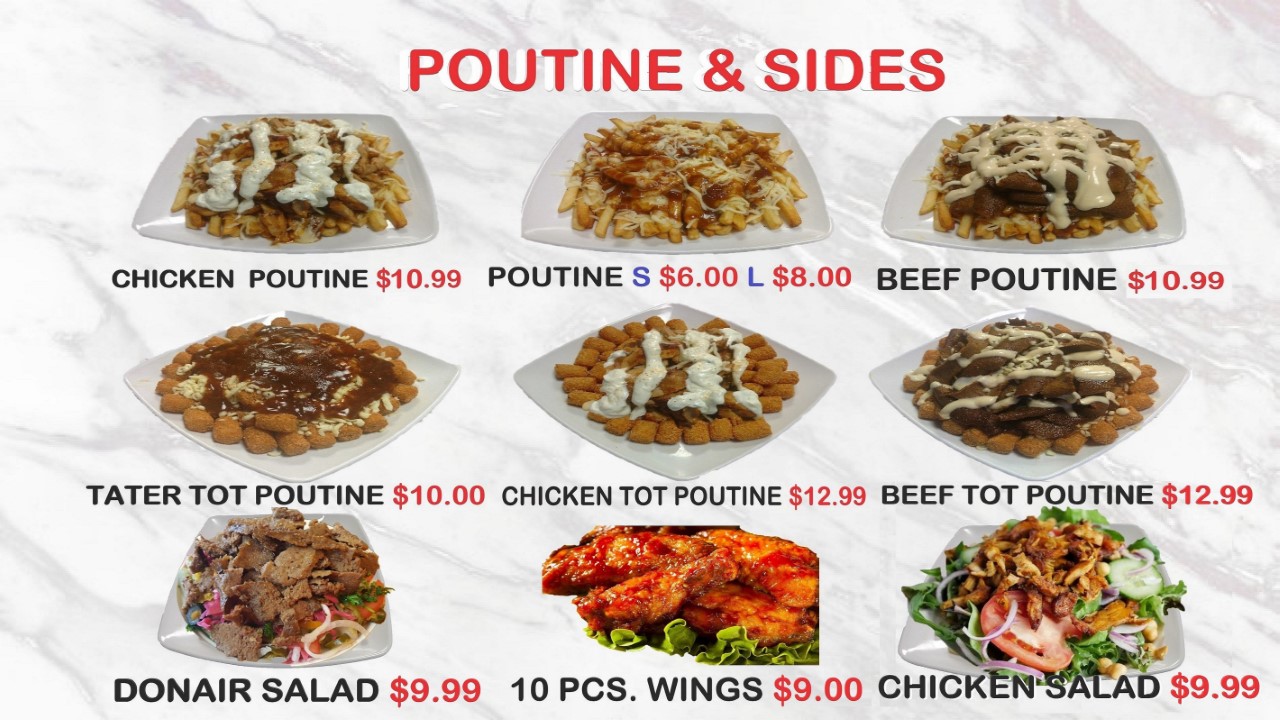 POUTINE & SIDES
CHICKEN POUTINE $10.99
POUTINE S $6.00 L $8.00
BEEF POUTINE $10.99
TATER TOT POUTINE $10.00
CHICKEN TOT POUTINE $12.99
BEEF TOT POUTINE $12.99
DONAIR SALAD $9.99
10 PCS. WINGS $9.00
CHICKEN SALAD $9.99